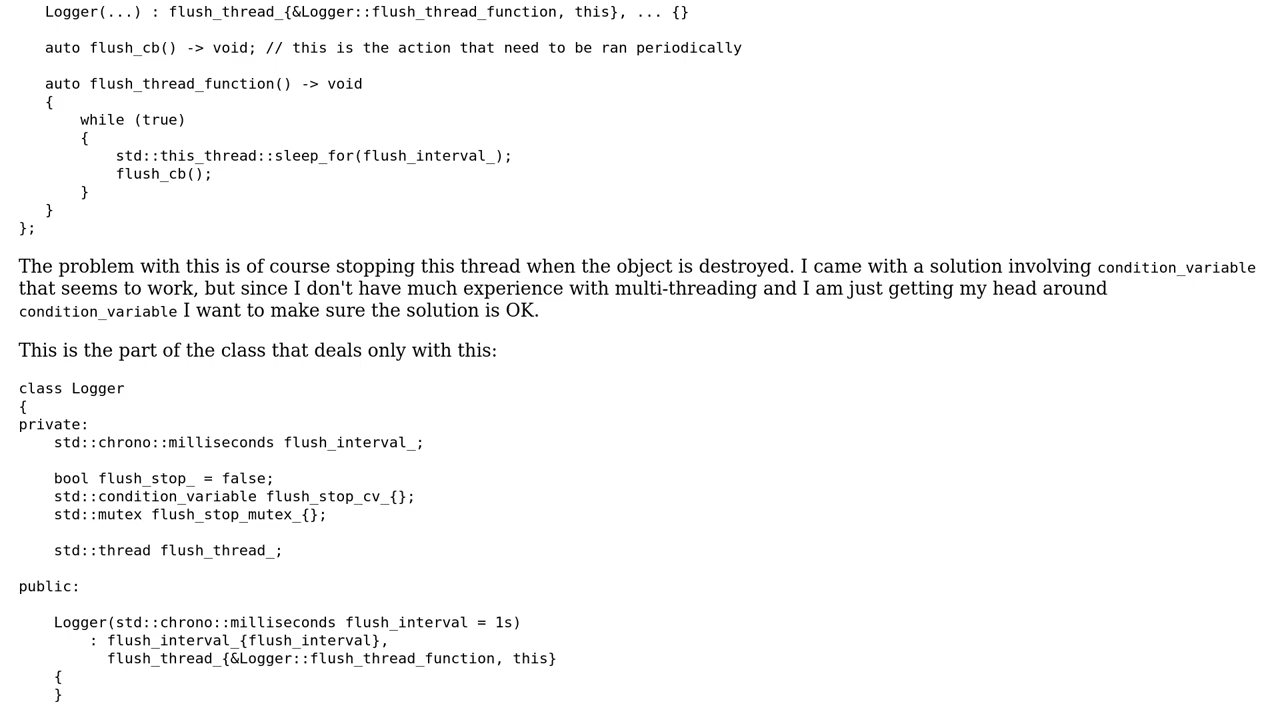 Logger(...) : flush_thread_{&Logger::flush_thread_function, this}, ... {}
auto flush_cb() -> void; // this is the action that need to be ran periodically
auto flush_thread_function() -> void
{
while (true)
{
std::this_thread::sleep_for(flush_interval_);
flush_cb();
}
}
};
The problem with this is of course stopping this thread when the object is destroyed. I came with a solution involving condition_variable
that seems to work, but since I don't have much experience with multi-threading and I am just getting my head around
condition_variable I want to make sure the solution is OK.
This is the part of the class that deals only with this:
class Logger
{
private:
std::chrono::milliseconds flush_interval_;
bool flush_stop_ = false;
std::condition_variable flush_stop_cv_{};
std::mutex flush_stop_mutex_{};
std::thread flush_thread_;
public:
Logger(std::chrono::milliseconds flush_interval = 1s)
: flush_interval_{flush_interval},
flush_thread_{&Logger::flush_thread_function, this}
{
}